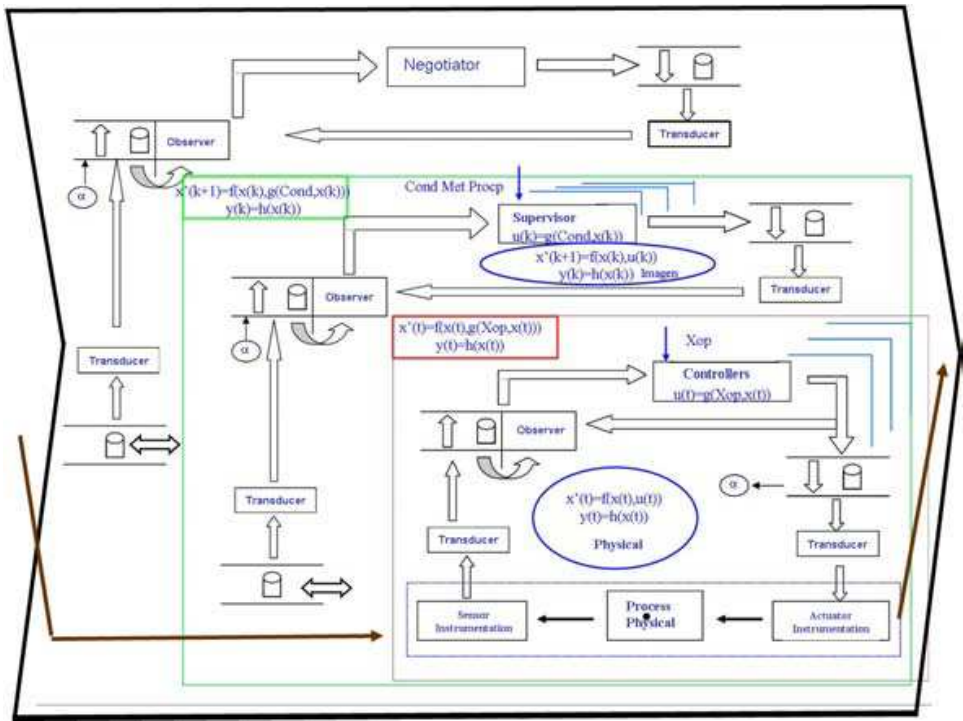 Negotiator
Observer
Transducer
α
x’(k+1)=f(x(k),g(Cond,x(k)))
y(k)=h(x(k))
Cond Met Procp
Supervisor
u(k)=g(Cond,x(k))
x’(k+1)=f(x(k),u(k))
y(k)=h(x(k)) Imagen
Observer
Transducer
α
x’(t)=f(x(t),g(Xop,x(t)))
y(t)=h(x(t))
Xop
Transducer
Controllers
u(t)=g(Xop,x(t))
Observer
α
x’(t)=f(x(t),u(t))
y(t)=h(x(t))
Physical
Transducer
Transducer
Transducer
Sensor
Instrumentation
Process
Physical
Actuator
Instrumentation